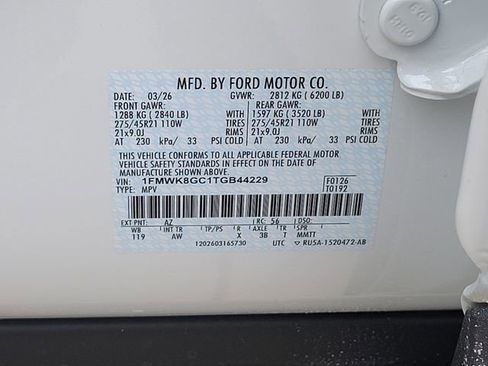 MFD. BY FORD MOTOR CO.
DATE: 03/26 GVWR: 2812 KG ( 6200 LB)
FRONT GAWR: REAR GAWR:
1288 KG ( 2840 LB) WITH 1597 KG ( 3520 LB) WITH
275/45R21 110W TIRES 275/45R21 110W TIRES
21x9.0J RIMS 21x9.0J RIMS
AT 230 kPa/ 33 PSI COLD AT 230 kPa/ 33 PSI COLD
THIS VEHICLE CONFORMS TO ALL APPLICABLE FEDERAL MOTOR
VEHICLE SAFETY STANDARDS IN EFFECT ON THE DATE OF
MANUFACTURE SHOWN ABOVE.
VIN: 1FMWK8GC1TGB44229 F0126
TYPE: MPV T0192
EXT PNT: AZ RC: 56 DSO:
WB INT TR TP/PS R AXLE TR SPR
119 AW X 3B T MMTT
1202603165730 UTC RU5A-1520472-AB